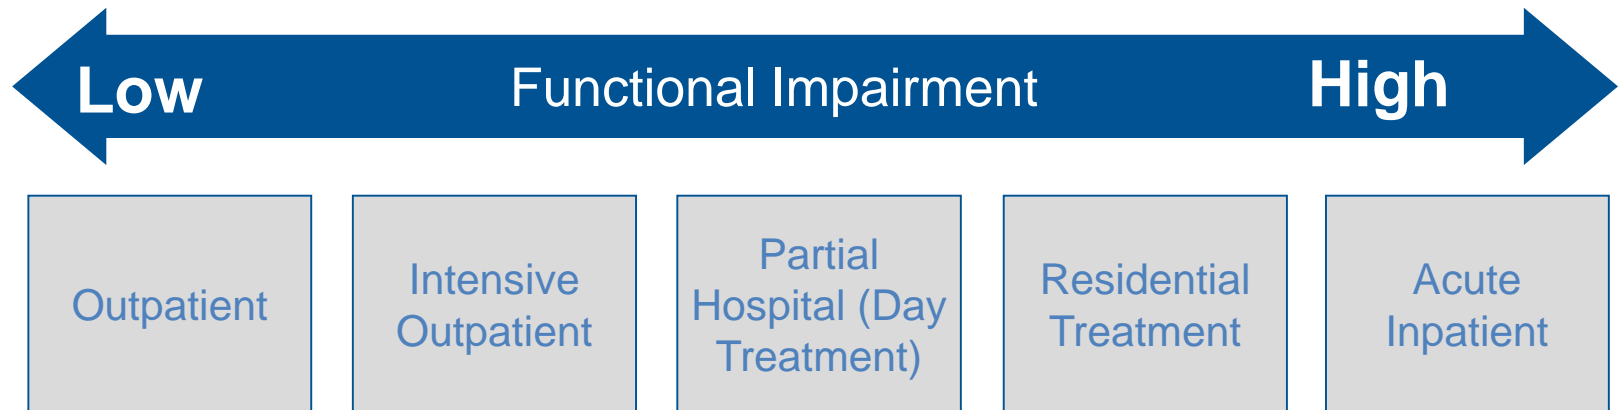 Low Functional Impairment High
Outpatient
Intensive
Outpatient
Partial
Hospital (Day
Treatment)
Residential
Treatment
Acute
Inpatient